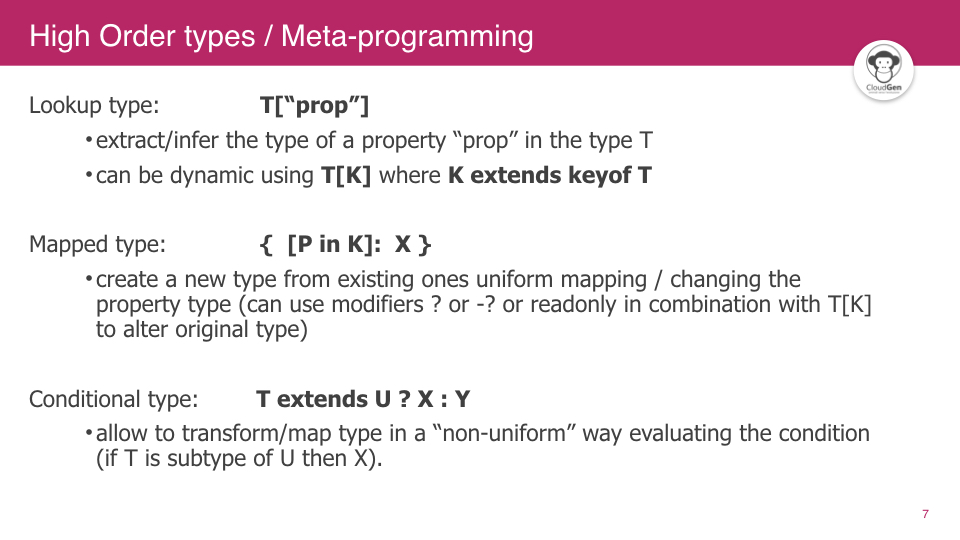 High Order types / Meta-programming
CloudGen
Lookup type: T[“prop”]
•extract/infer the type of a property “prop” in the type T
•can be dynamic using T[K] where K extends keyof T
Mapped type: { [P in K]: X }
•create a new type from existing ones uniform mapping / changing the
property type (can use modifiers ? or -? or readonly in combination with T[K]
to alter original type)
Conditional type: T extends U ? X : Y
•allow to transform/map type in a “non-uniform” way evaluating the condition
(if T is subtype of U then X).
7